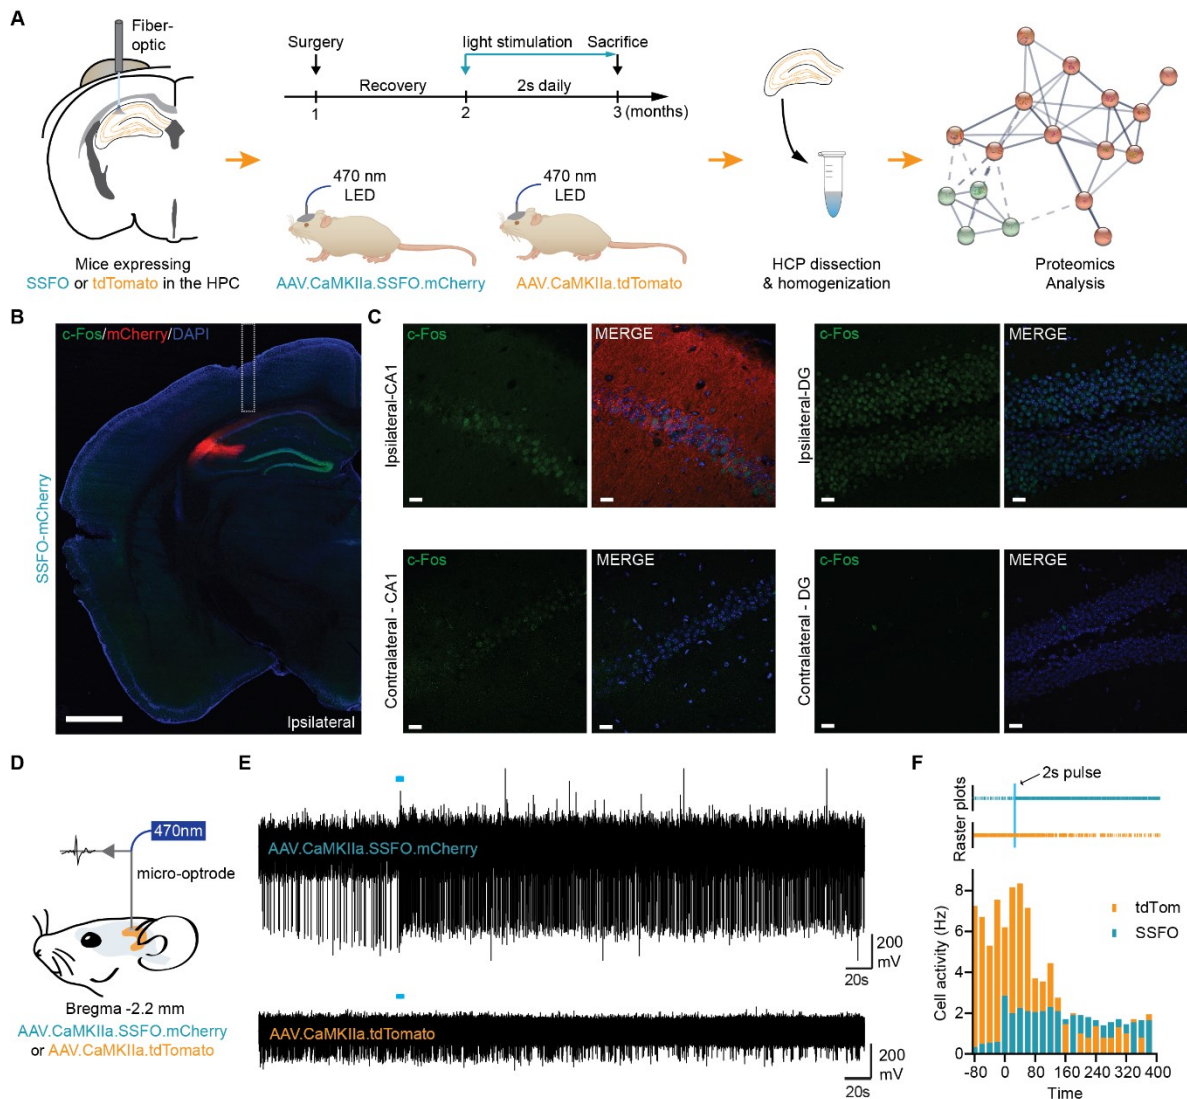 A
Fiber-
optic
Mice expressing
SSFO or tdTomato in the HPC
Surgery
light stimulation
Sacrifice
Recovery
2s daily
1
2
3 (months)
470 nm
LED
470 nm
LED
AAV.CaMKIIa.SSFO.mCherry
AAV.CaMKIIa.tdTomato
HCP dissection
& homogenization
Proteomics
Analysis
B
c-Fos/mCherry/DAPI
SSFO-mCherry
Ipsilateral
C
c-Fos
MERGE
Ipsilateral-CA1
c-Fos
MERGE
Ipsilateral-DG
c-Fos
MERGE
Contralateral - CA1
c-Fos
MERGE
Contralateral - DG
D
470nm
micro-optrode
Bregma -2.2 mm
AAV.CaMKIIa.SSFO.mCherry
or AAV.CaMKIIa.tdTomato
E
AAV.CaMKIIa.SSFO.mCherry
200
mV
20s
AAV.CaMKIIa.tdTomato
200
mV
20s
F
2s pulse
Raster plots
tdTom
SSFO
Cell activity (Hz)
8
6
4
2
0
-80 0 80 160 240 320 400
Time